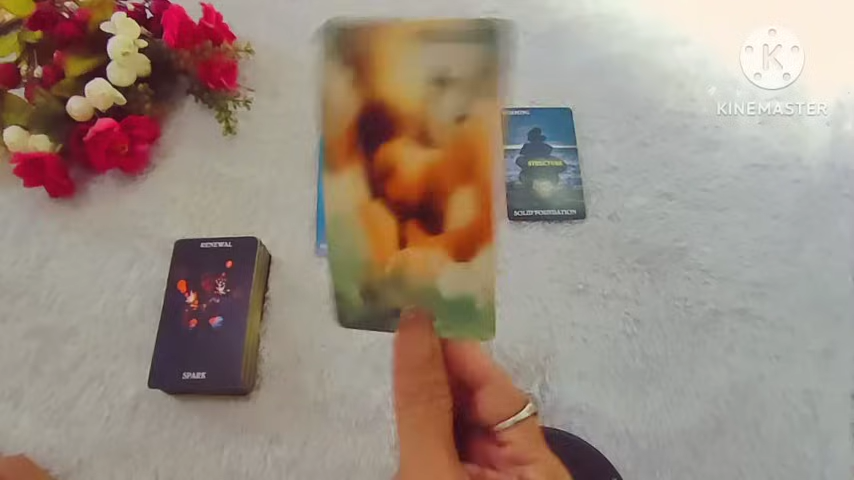 KINEMASTER
STRUCTURE
SOLID FOUNDATION
RENEWAL
SPARK